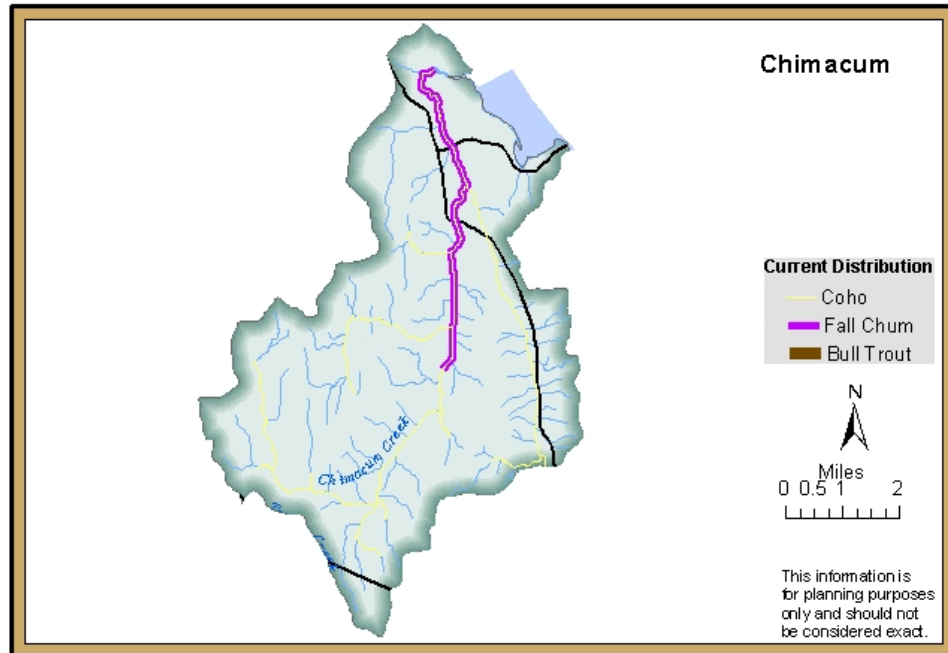 Chimacum
Current Distribution
Coho
Fall Chum
Bull Trout
N
Miles
0 0.5 1 2
Chimacum Creek
This information is
for planning purposes
only and should not
be considered exact.